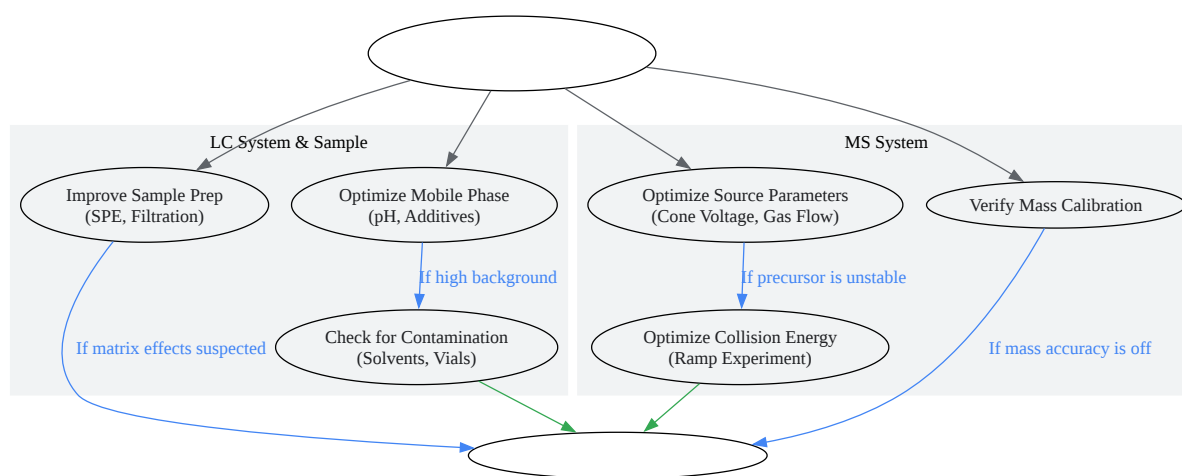 LC System & Sample
MS System
Improve Sample Prep
(SPE, Filtration)
Optimize Mobile Phase
(pH, Additives)
Optimize Source Parameters
(Cone Voltage, Gas Flow)
Verify Mass Calibration
If high background
If precursor is unstable
Check for Contamination
(Solvents, Vials)
Optimize Collision Energy
(Ramp Experiment)
If matrix effects suspected
If mass accuracy is off